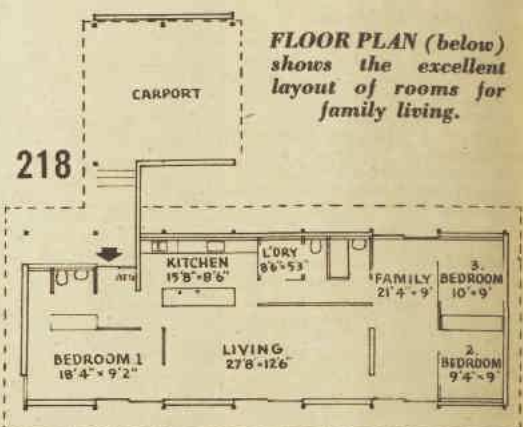 FLOOR PLAN (below)
shows the excellent
layout of rooms for
family living.
CARPORT
218
KITCHEN
15'8"×8'6"
L'DRY
8'6"×5'3"
FAMILY
21'4"×9'
3.
BEDROOM
10'×9'
BEDROOM 1
18'4"×9'2"
LIVING
27'8"×12'6"
2.
BEDROOM
9'4"×9'